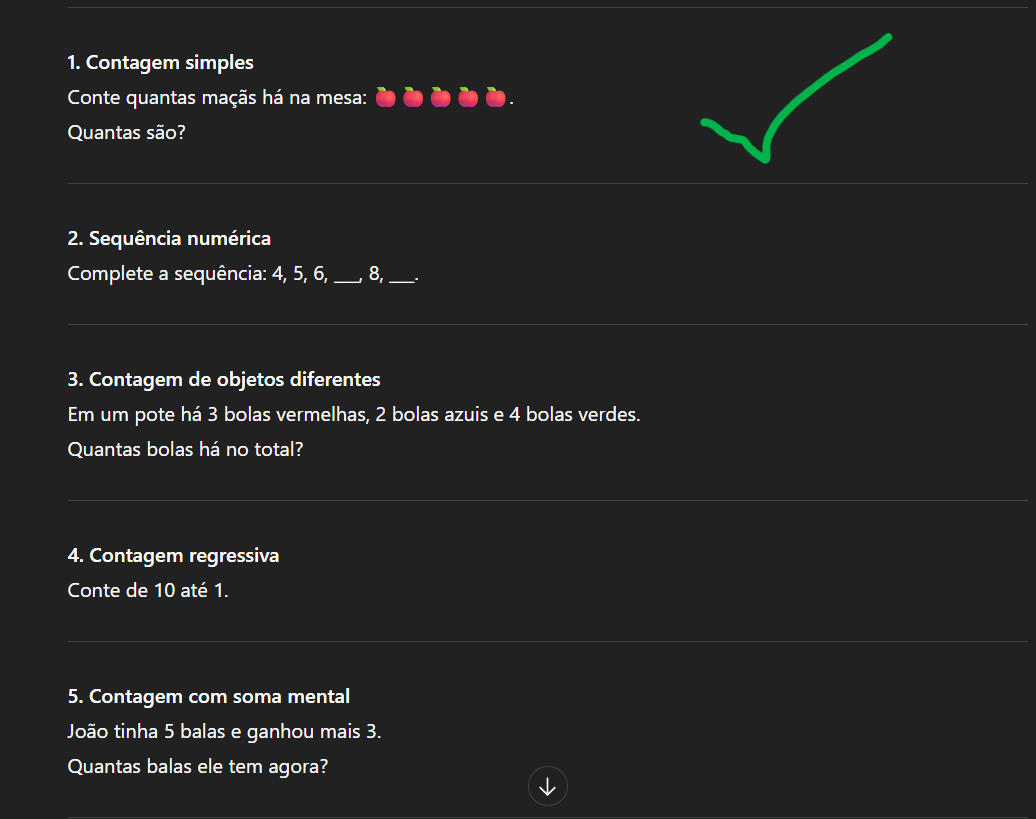 1. Contagem simples
Conte quantas maçãs há na mesa: 🍎🍎🍎🍎🍎.
Quantas são?
2. Sequência numérica
Complete a sequência: 4, 5, 6, ___, 8, ___.
3. Contagem de objetos diferentes
Em um pote há 3 bolas vermelhas, 2 bolas azuis e 4 bolas verdes.
Quantas bolas há no total?
4. Contagem regressiva
Conte de 10 até 1.
5. Contagem com soma mental
João tinha 5 balas e ganhou mais 3.
Quantas balas ele tem agora?